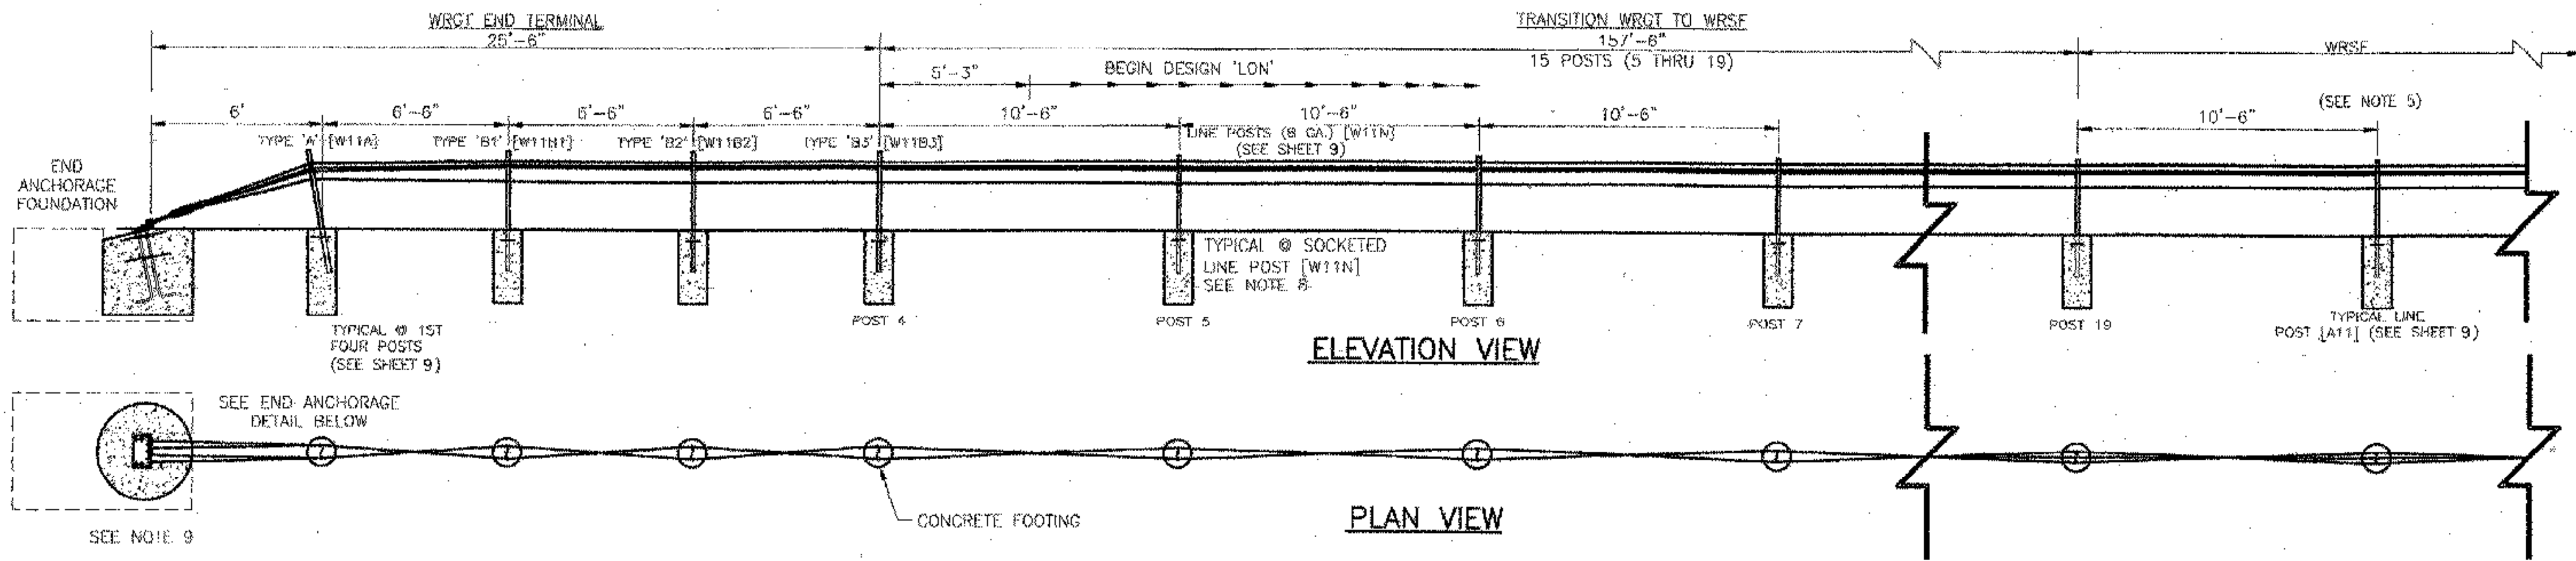 WRGT END TERMINAL
25'-6"
TRANSITION WRGT TO WRSF
157'-6"
15 POSTS (5 THRU 19)
WRSF
5'-3"
BEGIN DESIGN 'LON'
6'
6'-6"
6'-6"
6'-6"
10'-6"
10'-6"
10'-6"
(SEE NOTE 5)
10'-6"
TYPE 'A' [W11A]
TYPE 'B1' [W11B1]
TYPE 'B2' [W11B2]
TYPE 'B3' [W11B3]
LINE POSTS (8 GA.) [W11N]
(SEE SHEET 9)
END
ANCHORAGE
FOUNDATION
TYPICAL @ SOCKETED
LINE POST [W11N]
SEE NOTE 8
TYPICAL @ 1ST
FOUR POSTS
(SEE SHEET 9)
POST 4
POST 5
POST 6
POST 7
POST 19
TYPICAL LINE
POST [A11] (SEE SHEET 9)
ELEVATION VIEW
SEE END ANCHORAGE
DETAIL BELOW
CONCRETE FOOTING
PLAN VIEW
SEE NOTE 9